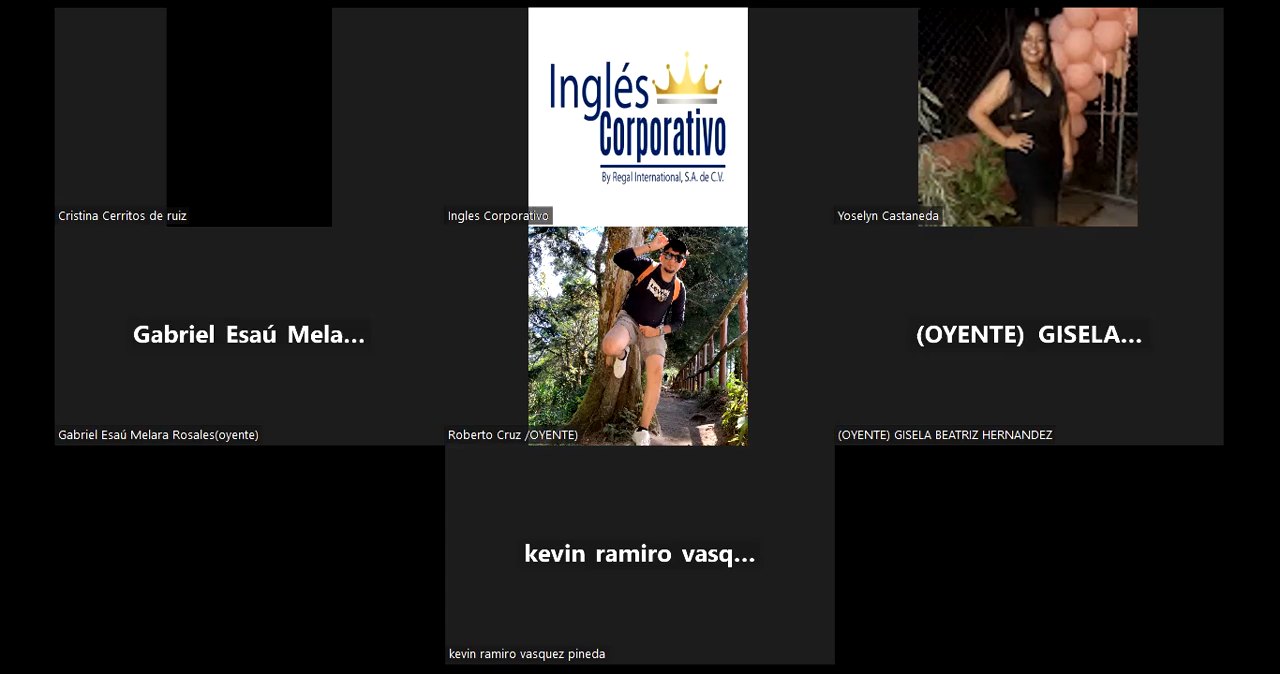 Inglés
Corporativo
By Regal International, S.A. de C.V.
Cristina Cerritos de ruiz
Ingles Corporativo
Yoselyn Castaneda
Gabriel Esaú Mela...
(OYENTE) GISELA...
Gabriel Esaú Melara Rosales(oyente)
Roberto Cruz /OYENTE)
(OYENTE) GISELA BEATRIZ HERNANDEZ
kevin ramiro vasq...
kevin ramiro vasquez pineda